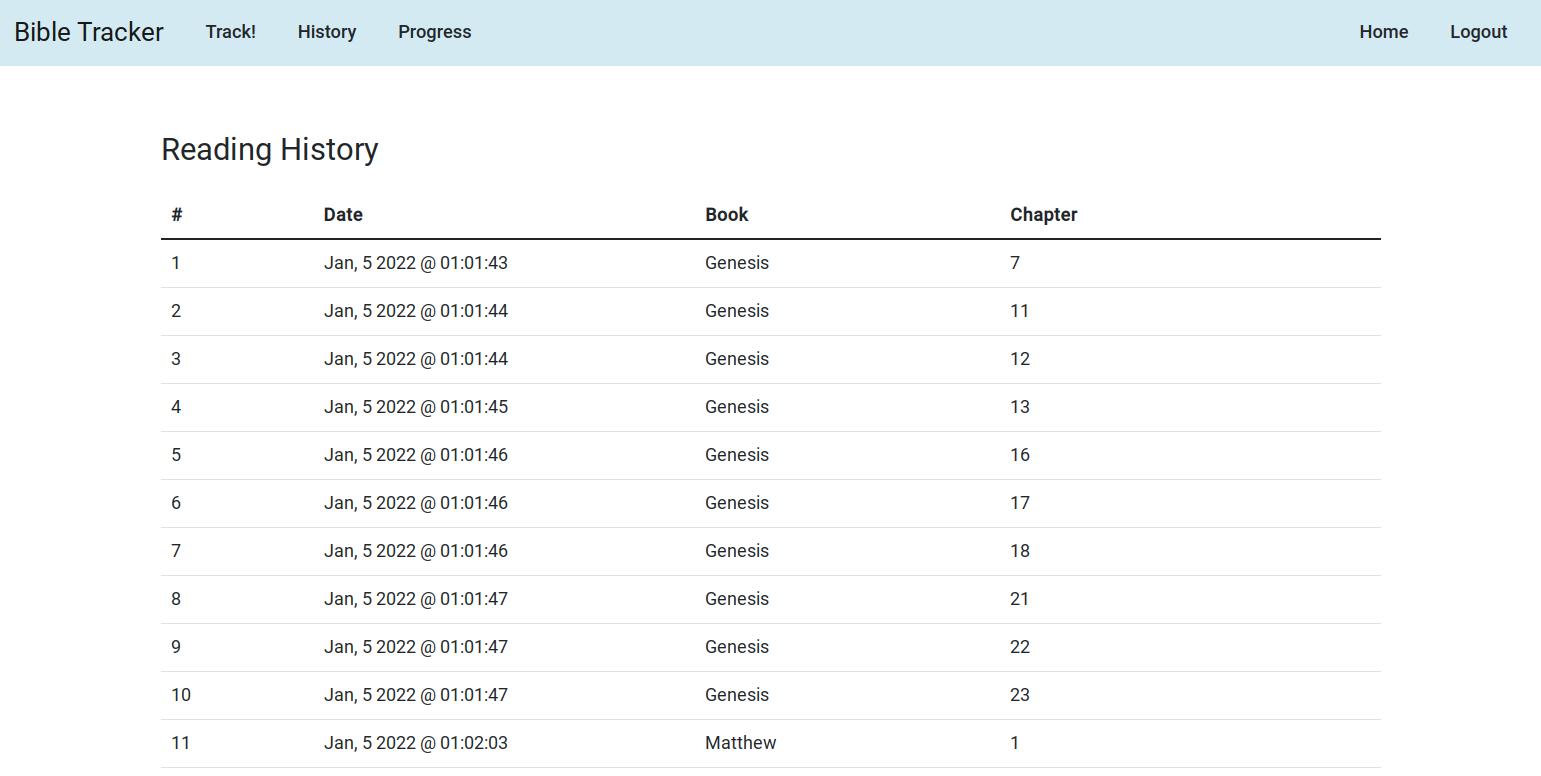 Bible Tracker Track! History Progress Home Logout
Reading History
# Date Book Chapter
1 Jan, 5 2022 @ 01:01:43 Genesis 7
2 Jan, 5 2022 @ 01:01:44 Genesis 11
3 Jan, 5 2022 @ 01:01:44 Genesis 12
4 Jan, 5 2022 @ 01:01:45 Genesis 13
5 Jan, 5 2022 @ 01:01:46 Genesis 16
6 Jan, 5 2022 @ 01:01:46 Genesis 17
7 Jan, 5 2022 @ 01:01:46 Genesis 18
8 Jan, 5 2022 @ 01:01:47 Genesis 21
9 Jan, 5 2022 @ 01:01:47 Genesis 22
10 Jan, 5 2022 @ 01:01:47 Genesis 23
11 Jan, 5 2022 @ 01:02:03 Matthew 1